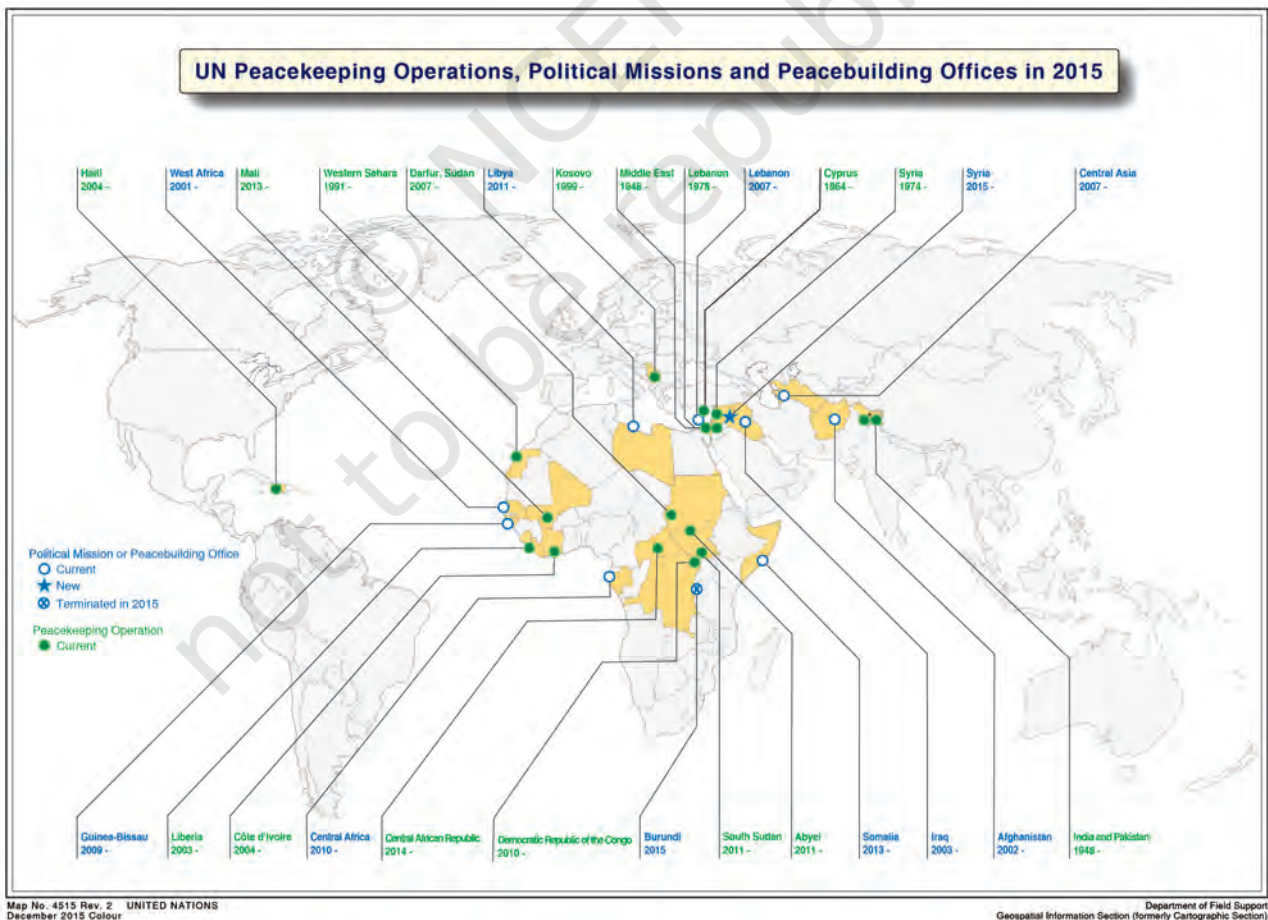 UN Peacekeeping Operations, Political Missions and Peacebuilding Offices in 2015
Haiti
2004 -
West Africa
2001 -
Mali
2013 -
Western Sahara
1991 -
Darfur, Sudan
2007 -
Libya
2011 -
Kosovo
1999 -
Middle East
1948 -
Lebanon
1978 -
Lebanon
2007 -
Cyprus
1964 -
Syria
1974 -
Syria
2015 -
Central Asia
2007 -
Political Mission or Peacebuilding Office
Current
New
Terminated in 2015
Peacekeeping Operation
Current
Guinea-Bissau
2009 -
Liberia
2003 -
Côte d'Ivoire
2004 -
Central Africa
2010 -
Central African Republic
2014 -
Democratic Republic of the Congo
2010 -
Burundi
2015
South Sudan
2011 -
Abyei
2011 -
Somalia
2013 -
Iraq
2003 -
Afghanistan
2002 -
India and Pakistan
1948 -
Map No. 4515 Rev. 2 UNITED NATIONS
December 2015 Colour
Department of Field Support
Geospatial Information Section (formerly Cartographic Section)
©
not to be republ